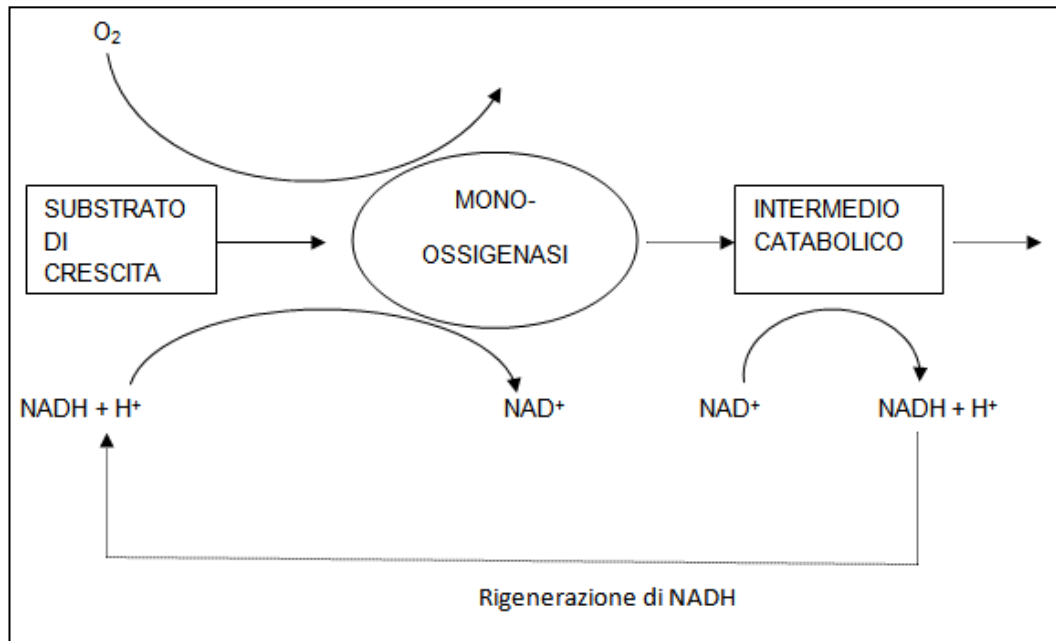 O₂
SUBSTRATO
DI
CRESCITA
MONO-
OSSIGENASI
INTERMEDIO
CATABOLICO
NADH + H⁺
NAD⁺
NAD⁺
NADH + H⁺
Rigenerazione di NADH